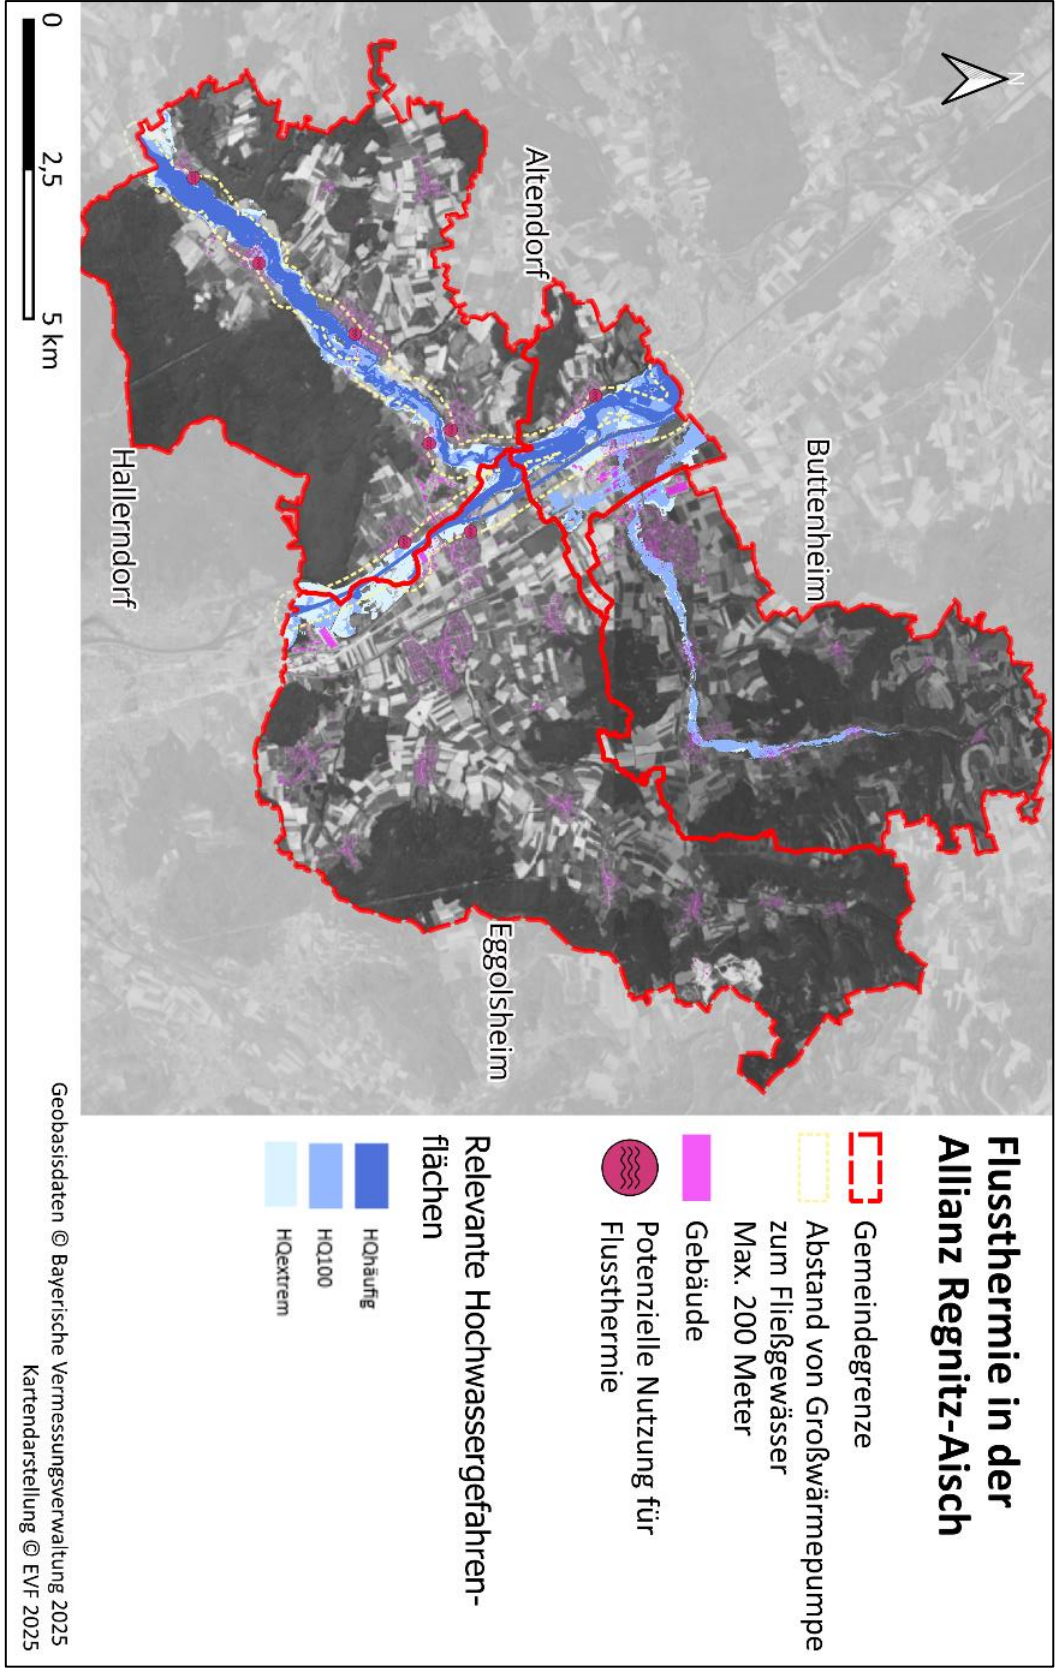 Flussthermie in der
Allianz Regnitz-Aisch
Gemeindegrenze
Abstand von Großwärmepumpe
zum Fließgewässer
Max. 200 Meter
Gebäude
Potenzielle Nutzung für
Flussthermie
Relevante Hochwassergefahren-
flächen
HQhäufig
HQ100
HQextrem
Geobasisdaten © Bayerische Vermessungsverwaltung 2025
Kartendarstellung © EVF 2025
N
Buttenheim
Altendorf
Eggolsheim
Hallerndorf
0
2,5
5 km